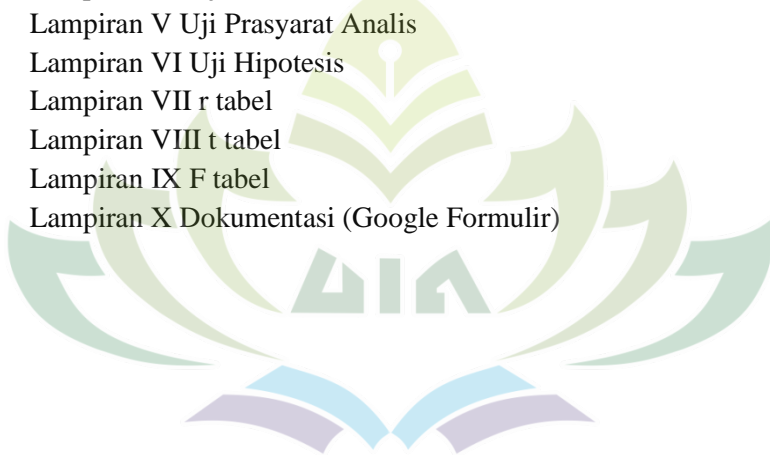 Lampiran V Uji Prasyarat Analis
Lampiran VI Uji Hipotesis
Lampiran VII r tabel
Lampiran VIII t tabel
Lampiran IX F tabel
Lampiran X Dokumentasi (Google Formulir)